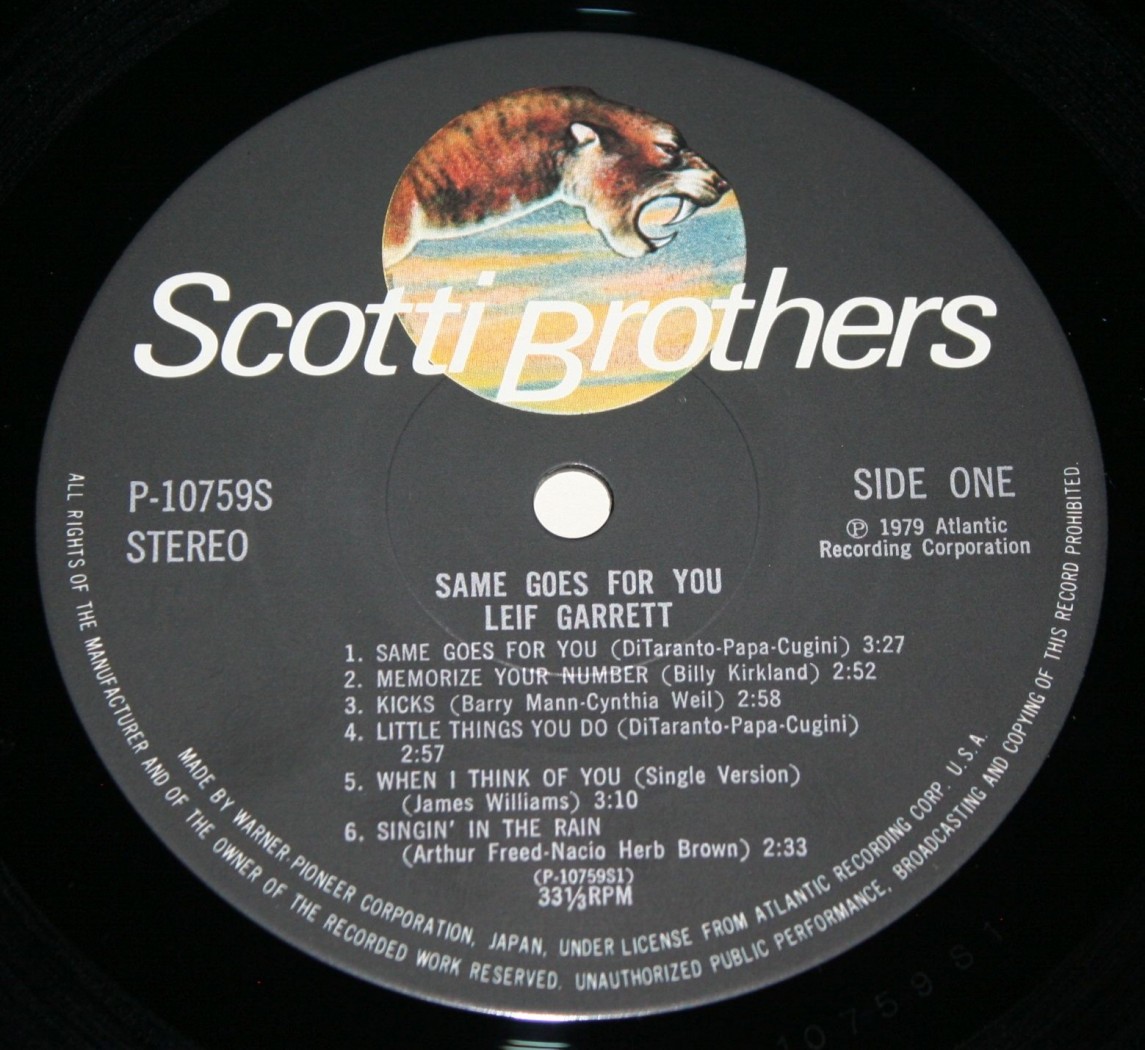 Scotti Brothers
P-10759S
STEREO
SIDE ONE
Ⓟ 1979 Atlantic
Recording Corporation
SAME GOES FOR YOU
LEIF GARRETT
1. SAME GOES FOR YOU (DiTaranto-Papa-Cugini) 3:27
2. MEMORIZE YOUR NUMBER (Billy Kirkland) 2:52
3. KICKS (Barry Mann-Cynthia Weil) 2:58
4. LITTLE THINGS YOU DO (DiTaranto-Papa-Cugini)
2:57
5. WHEN I THINK OF YOU (Single Version)
(James Williams) 3:10
6. SINGIN' IN THE RAIN
(Arthur Freed-Nacio Herb Brown) 2:33
(P-10759S1)
33⅓RPM
MADE BY WARNER-PIONEER CORPORATION, JAPAN, UNDER LICENSE FROM ATLANTIC RECORDING CORP. U.S.A.
ALL RIGHTS OF THE MANUFACTURER AND OF THE OWNER OF THE RECORDED WORK RESERVED. UNAUTHORIZED PUBLIC PERFORMANCE, BROADCASTING AND COPYING OF THIS RECORD PROHIBITED.
10759S1